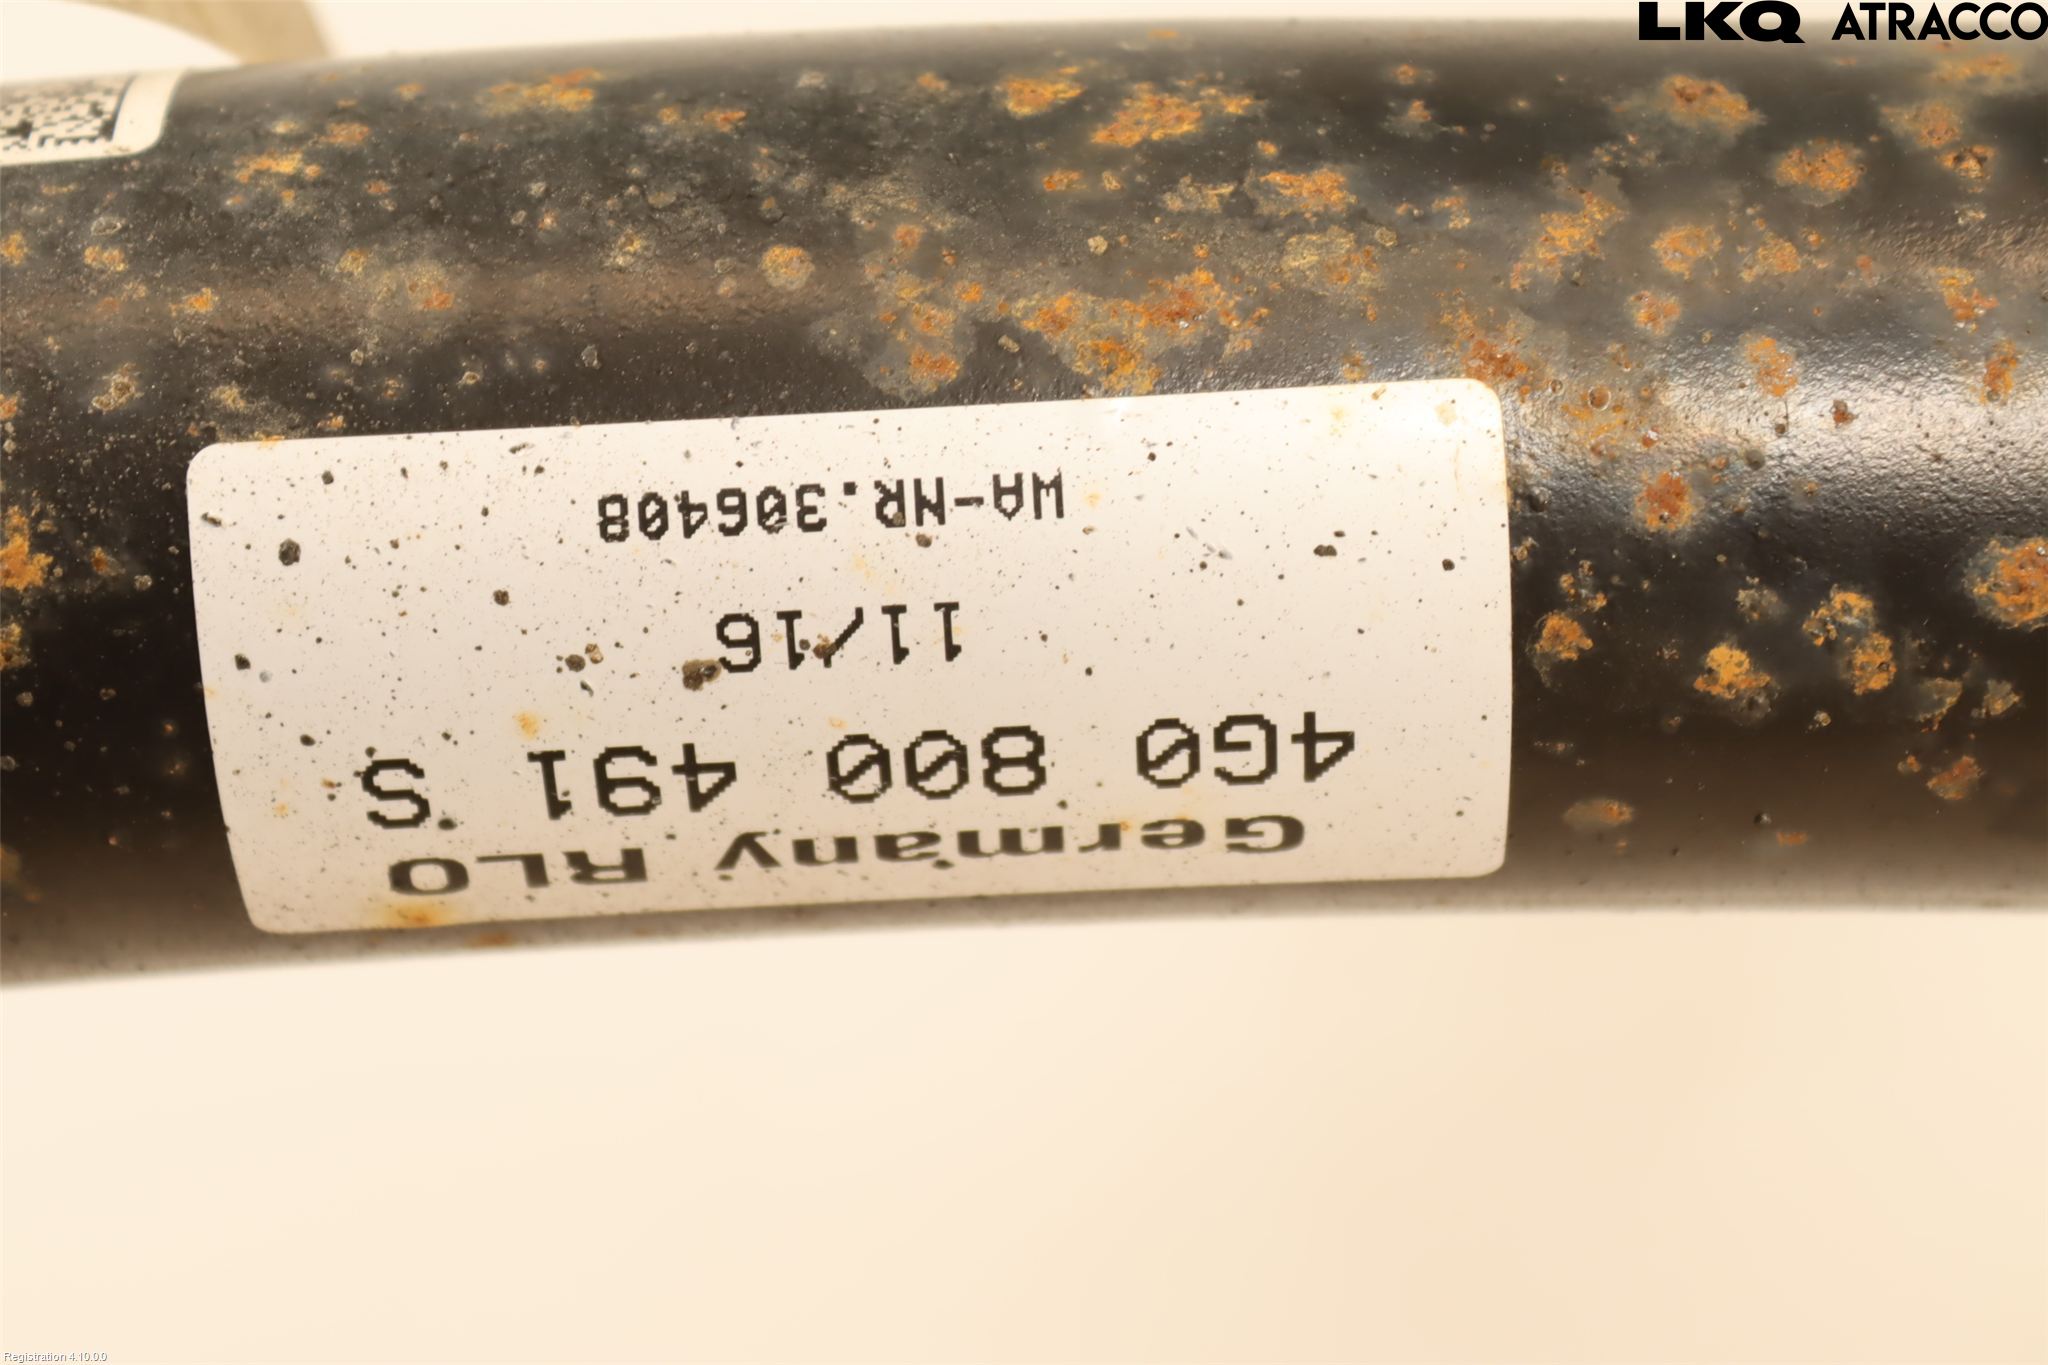 LKQ ATRACCO
Germany RLO
4G0 800 491 S
11/16
WA-NR.306408
Registration 4.10.0.0